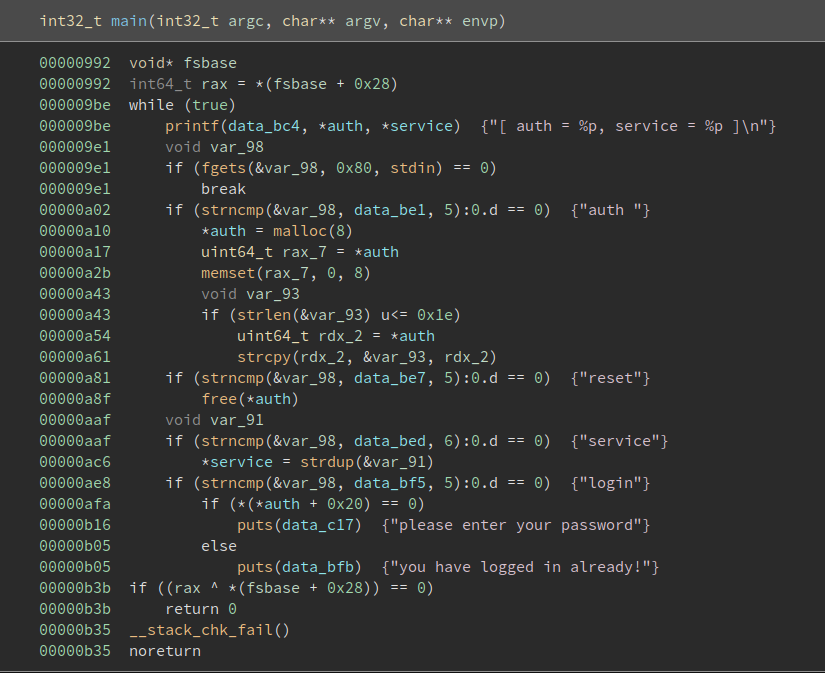 int32_t main(int32_t argc, char** argv, char** envp)
00000992 void* fsbase
00000992 int64_t rax = *(fsbase + 0x28)
000009be while (true)
000009be printf(data_bc4, *auth, *service) {"[ auth = %p, service = %p ]\n"}
000009e1 void var_98
000009e1 if (fgets(&var_98, 0x80, stdin) == 0)
000009e1 break
00000a02 if (strncmp(&var_98, data_be1, 5):0.d == 0) {"auth "}
00000a10 *auth = malloc(8)
00000a17 uint64_t rax_7 = *auth
00000a2b memset(rax_7, 0, 8)
00000a43 void var_93
00000a43 if (strlen(&var_93) u<= 0x1e)
00000a54 uint64_t rdx_2 = *auth
00000a61 strcpy(rdx_2, &var_93, rdx_2)
00000a81 if (strncmp(&var_98, data_be7, 5):0.d == 0) {"reset"}
00000a8f free(*auth)
00000aaf void var_91
00000aaf if (strncmp(&var_98, data_bed, 6):0.d == 0) {"service"}
00000ac6 *service = strdup(&var_91)
00000ae8 if (strncmp(&var_98, data_bf5, 5):0.d == 0) {"login"}
00000afa if (*(*auth + 0x20) == 0)
00000b16 puts(data_c17) {"please enter your password"}
00000b05 else
00000b05 puts(data_bfb) {"you have logged in already!"}
00000b3b if ((rax ^ *(fsbase + 0x28)) == 0)
00000b3b return 0
00000b35 __stack_chk_fail()
00000b35 noreturn